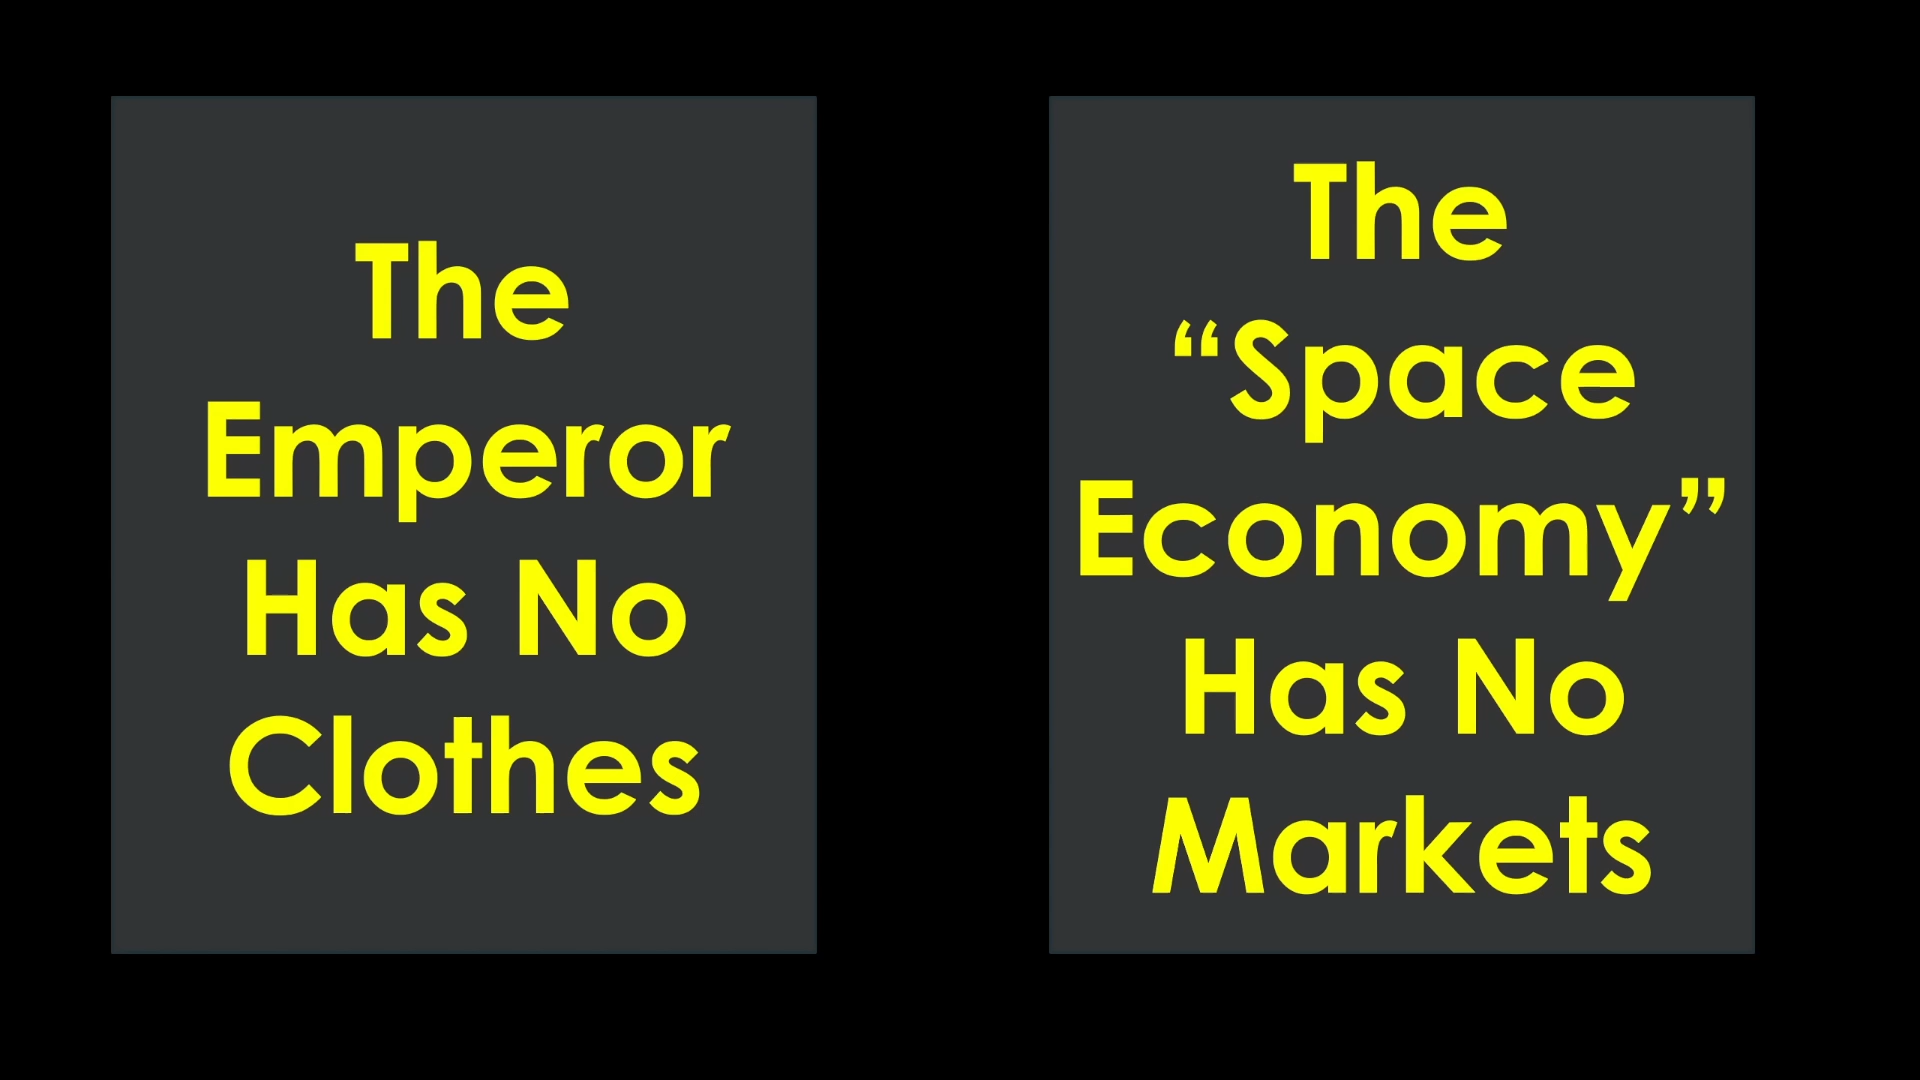 The
Emperor
Has No
Clothes
The
“Space
Economy”
Has No
Markets